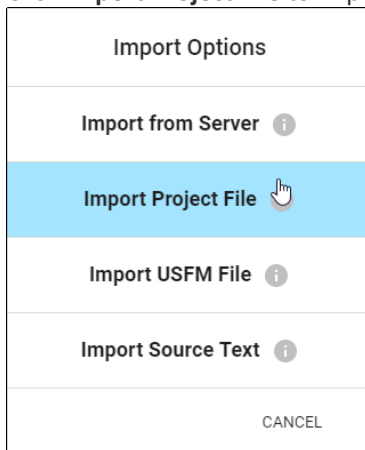 Import Options
Import from Server
Import Project File
Import USFM File
Import Source Text
CANCEL